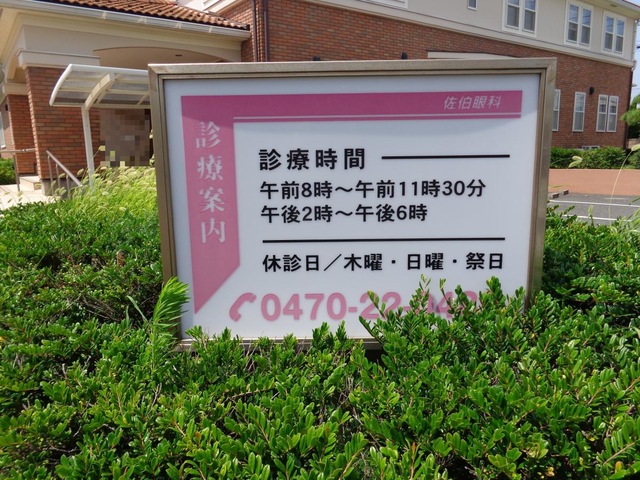 佐伯眼科
診療案内
診療時間
午前8時～午前11時30分
午後2時～午後6時
休診日／木曜・日曜・祭日
0470-22-